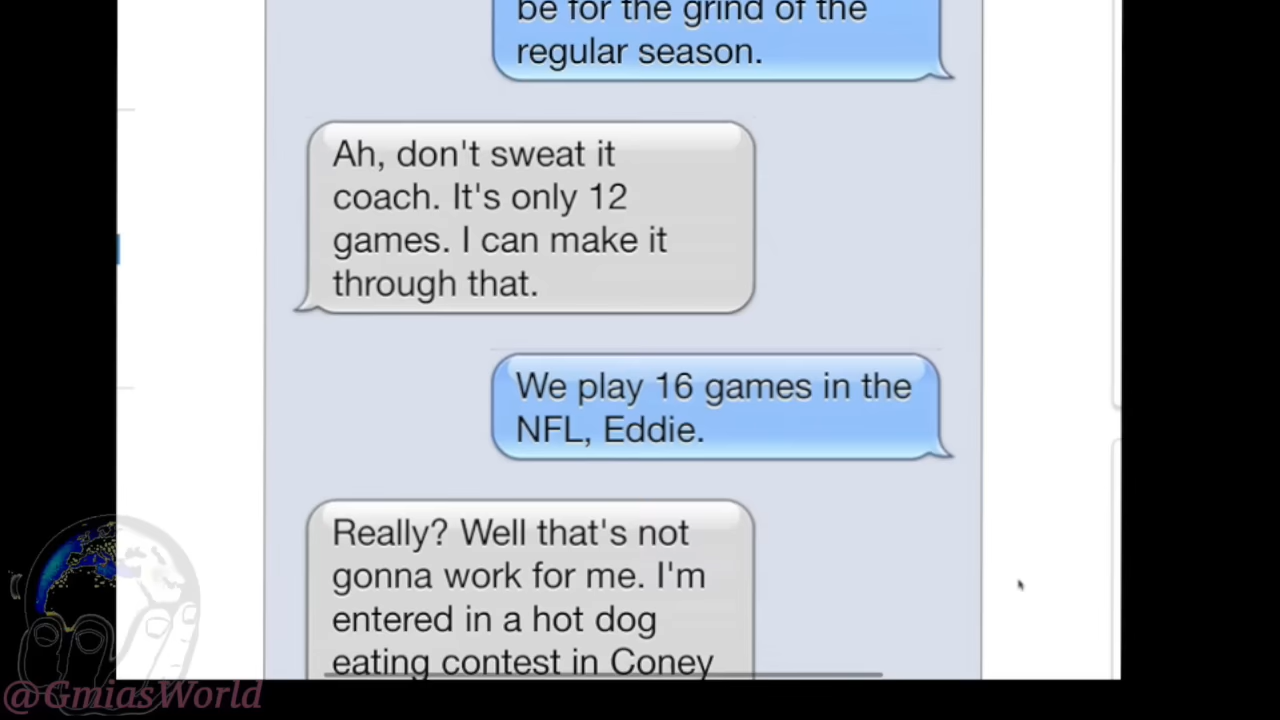 be for the grind of the
regular season.
Ah, don't sweat it
coach. It's only 12
games. I can make it
through that.
We play 16 games in the
NFL, Eddie.
Really? Well that's not
gonna work for me. I'm
entered in a hot dog
eating contest in Coney
@GmiasWorld